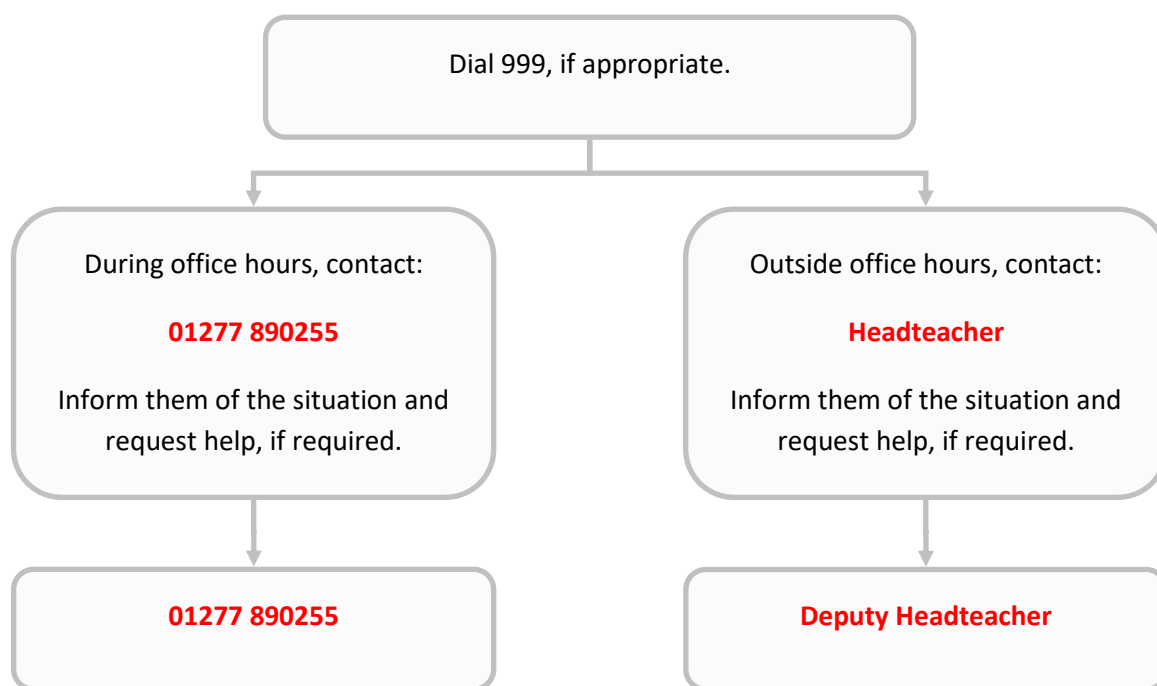 Dial 999, if appropriate.
During office hours, contact:
01277 890255
Inform them of the situation and
request help, if required.
Outside office hours, contact:
Headteacher
Inform them of the situation and
request help, if required.
01277 890255
Deputy Headteacher